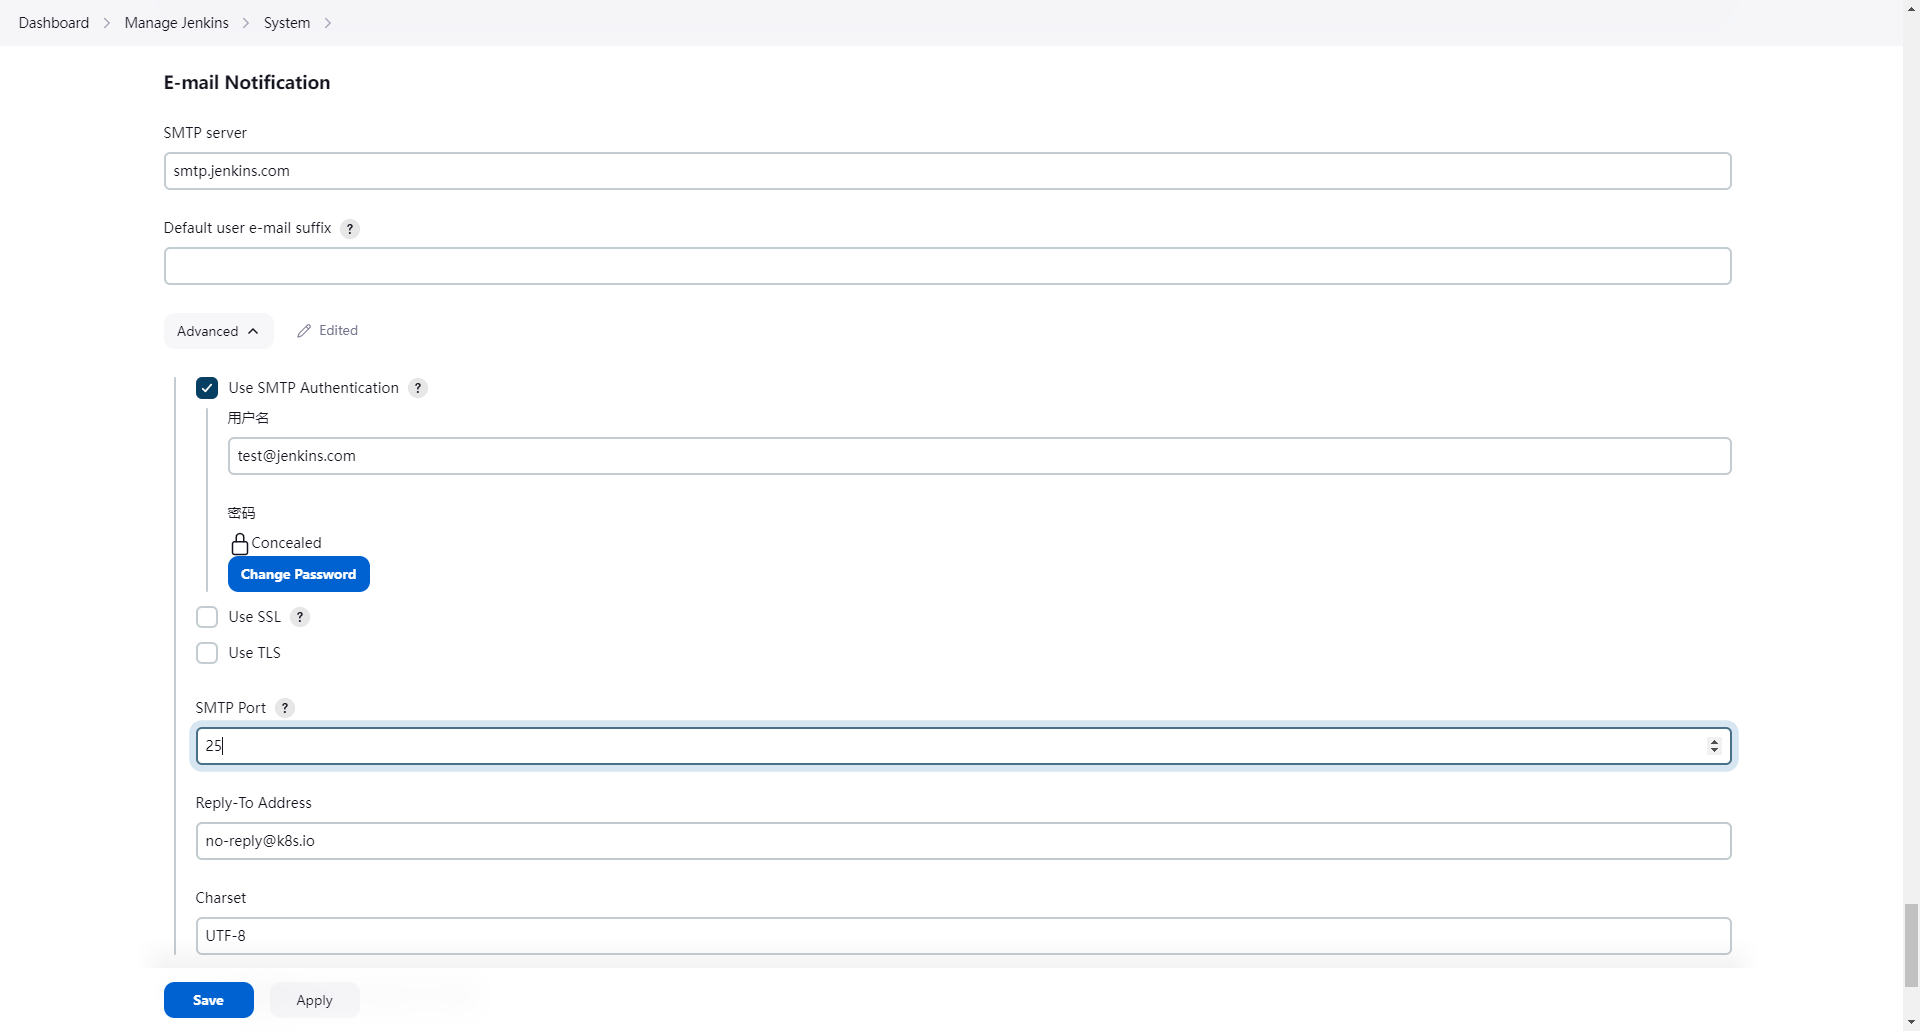 Dashboard > Manage Jenkins > System >
E-mail Notification
SMTP server
smtp.jenkins.com
Default user e-mail suffix ?
Advanced Edited
Use SMTP Authentication ?
用户名
test@jenkins.com
密码
Concealed
Change Password
Use SSL ?
Use TLS
SMTP Port ?
25
Reply-To Address
no-reply@k8s.io
Charset
UTF-8
Save Apply